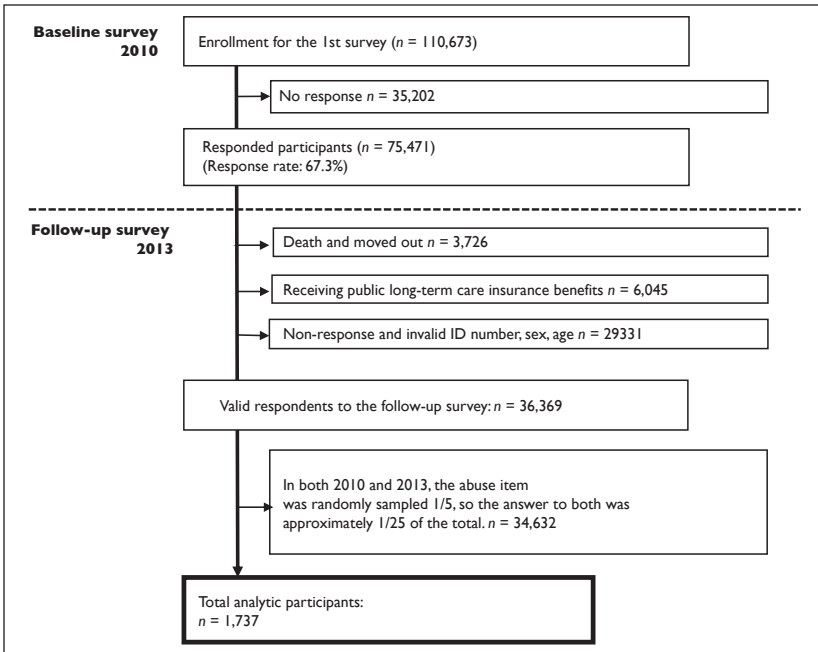 Baseline survey
2010
Enrollment for the 1st survey (n = 110,673)
No response n = 35,202
Responded participants (n = 75,471)
(Response rate: 67.3%)
Follow-up survey
2013
Death and moved out n = 3,726
Receiving public long-term care insurance benefits n = 6,045
Non-response and invalid ID number, sex, age n = 29331
Valid respondents to the follow-up survey: n = 36,369
In both 2010 and 2013, the abuse item
was randomly sampled 1/5, so the answer to both was
approximately 1/25 of the total. n = 34,632
Total analytic participants:
n = 1,737